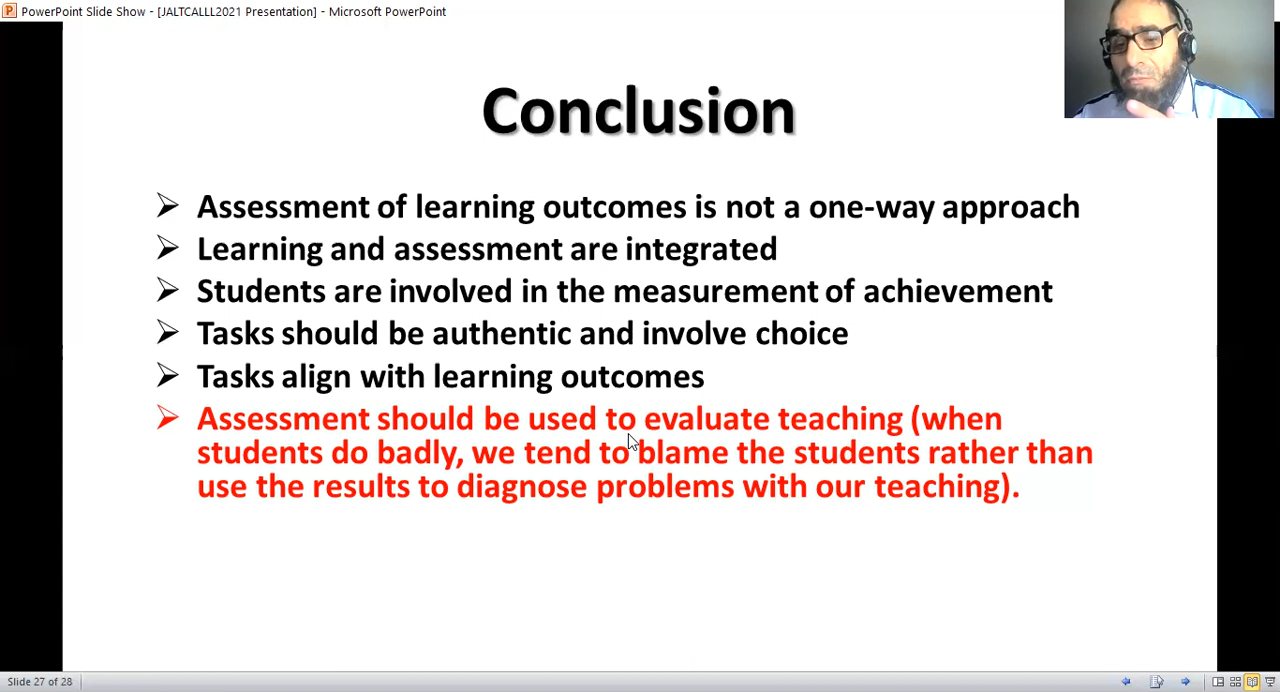 PowerPoint Slide Show - [JALTCALLL2021 Presentation] - Microsoft PowerPoint
Conclusion
Assessment of learning outcomes is not a one-way approach
Learning and assessment are integrated
Students are involved in the measurement of achievement
Tasks should be authentic and involve choice
Tasks align with learning outcomes
Assessment should be used to evaluate teaching (when
students do badly, we tend to blame the students rather than
use the results to diagnose problems with our teaching).
Slide 27 of 28